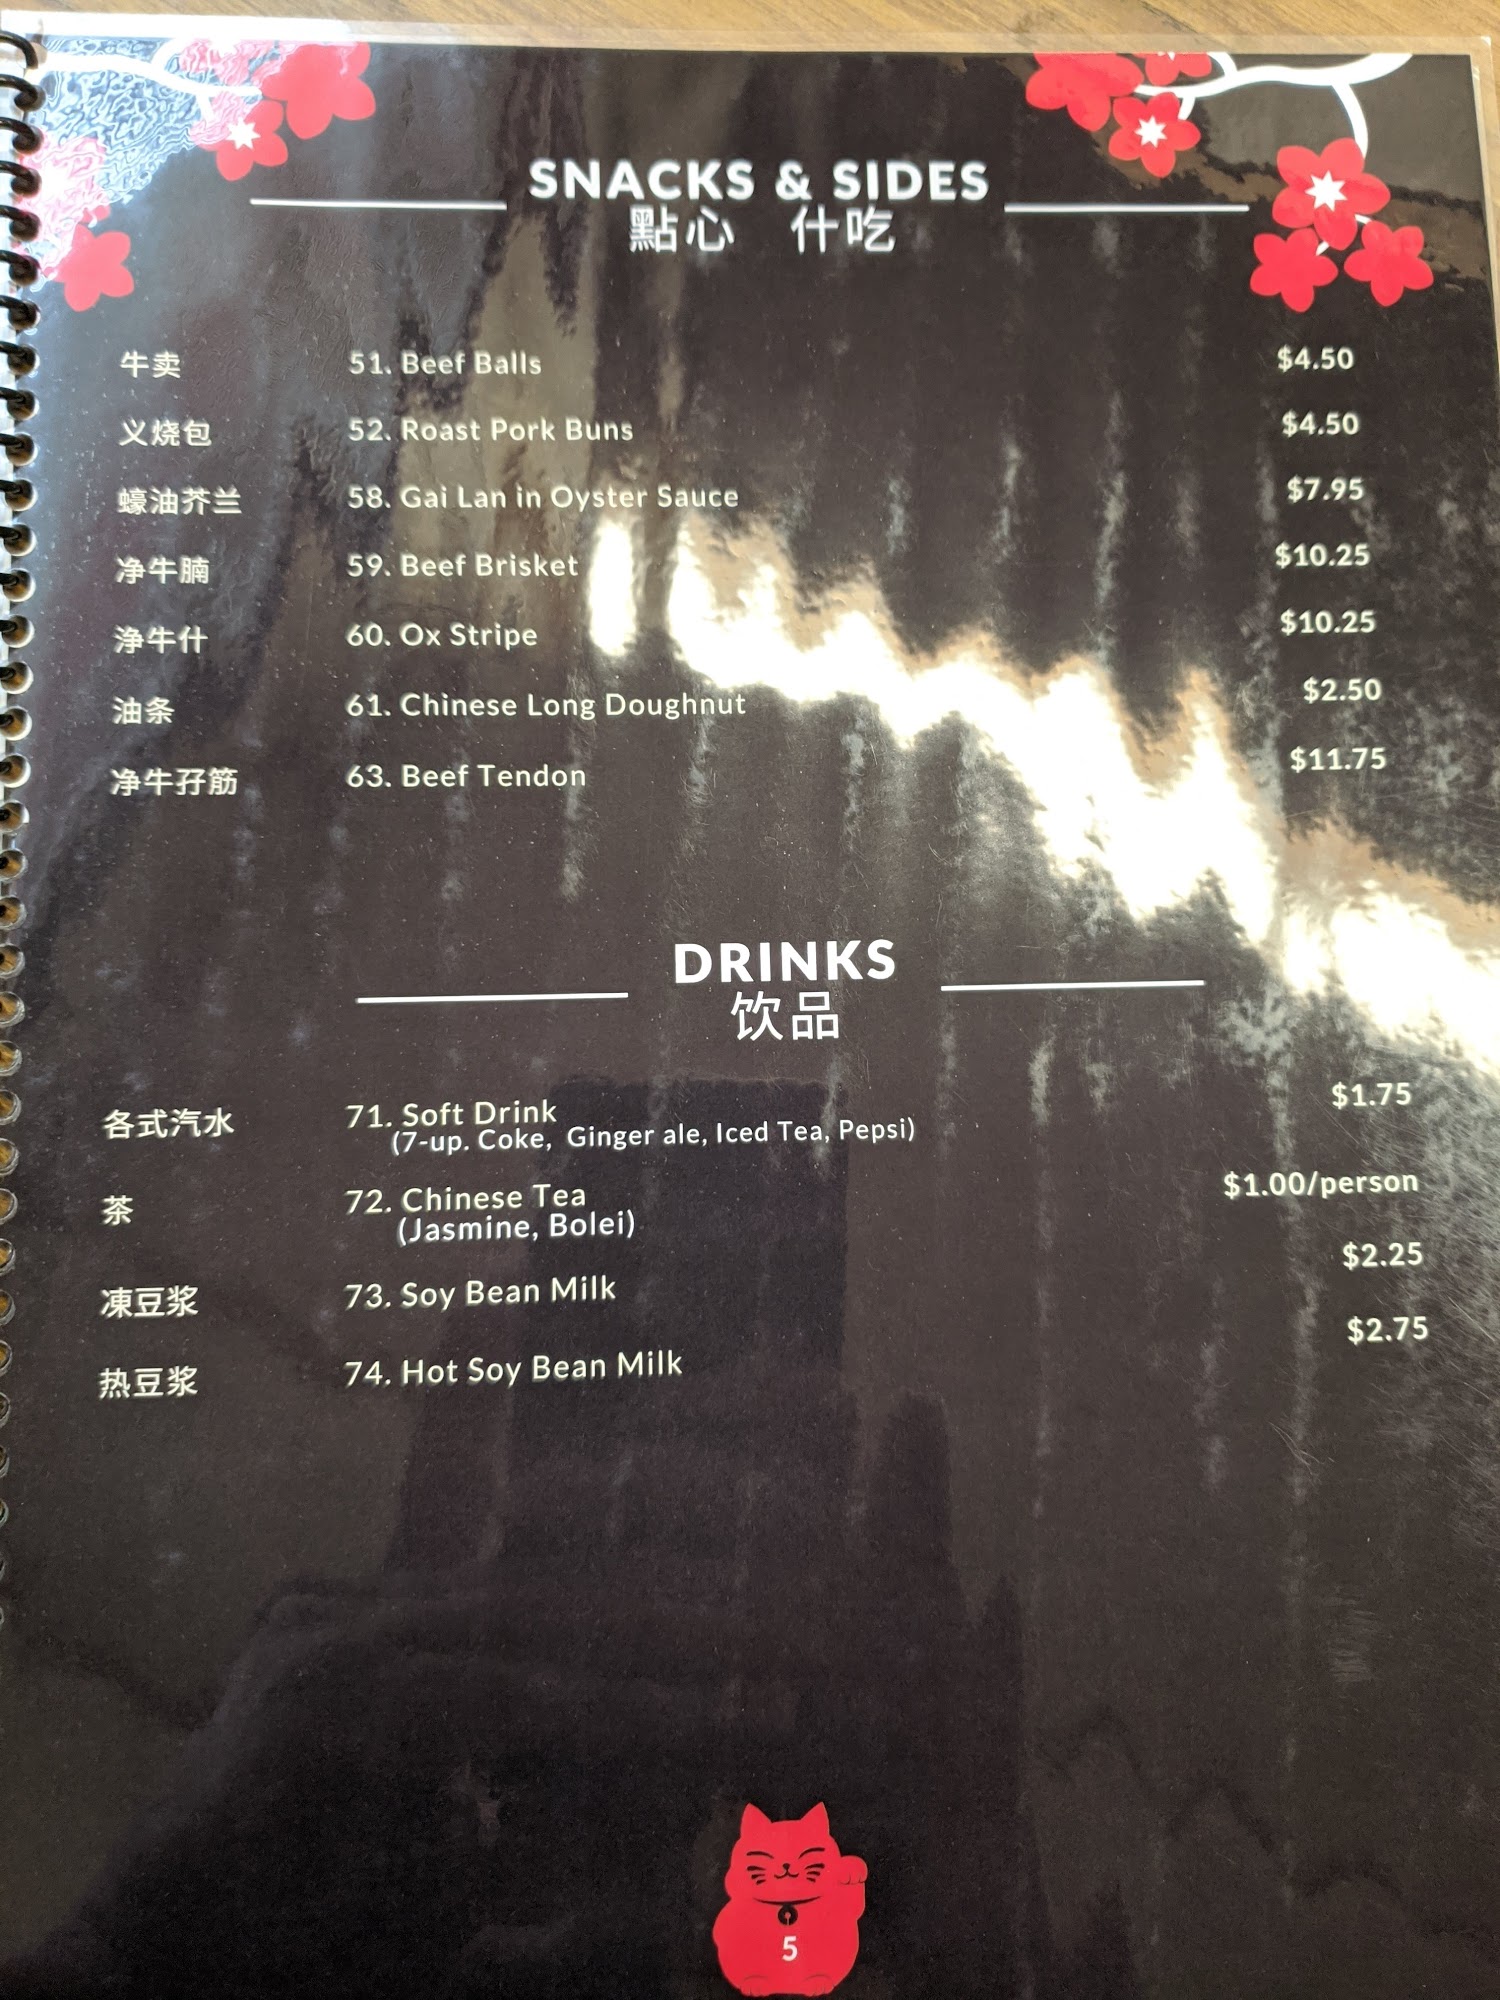 SNACKS & SIDES
點心 什吃
牛卖 51. Beef Balls $4.50
义烧包 52. Roast Pork Buns $4.50
蠔油芥兰 58. Gai Lan in Oyster Sauce $7.95
净牛腩 59. Beef Brisket $10.25
净牛什 60. Ox Stripe $10.25
油条 61. Chinese Long Doughnut $2.50
净牛孖筋 63. Beef Tendon $11.75
DRINKS
饮品
各式汽水 71. Soft Drink $1.75
(7-up. Coke, Ginger ale, Iced Tea, Pepsi)
茶 72. Chinese Tea $1.00/person
(Jasmine, Bolei)
凍豆浆 73. Soy Bean Milk $2.25
热豆浆 74. Hot Soy Bean Milk $2.75
5